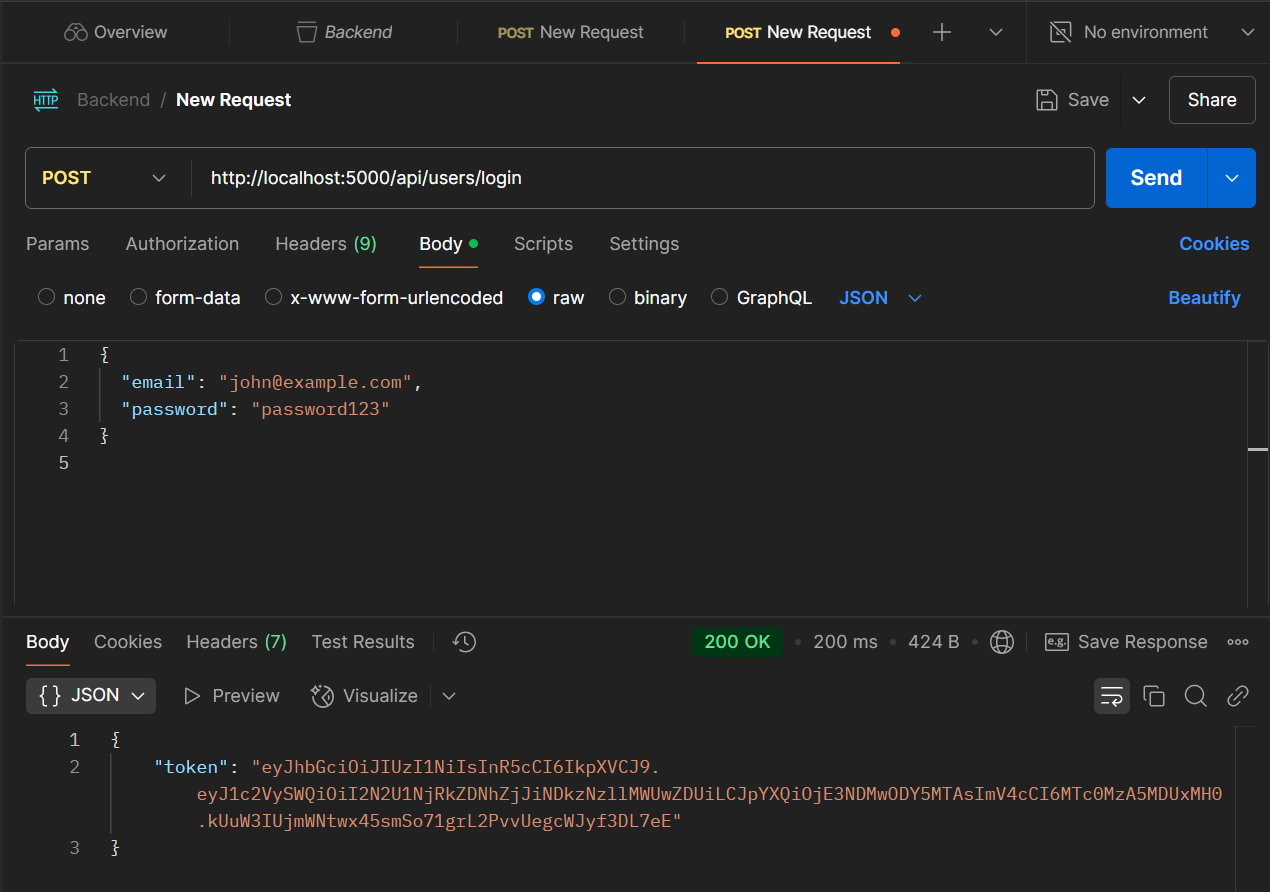 Overview Backend POST New Request POST New Request No environment
HTTP Backend / New Request Save Share
POST http://localhost:5000/api/users/login Send
Params Authorization Headers (9) Body Scripts Settings Cookies
none form-data x-www-form-urlencoded raw binary GraphQL JSON Beautify
1 {
2 "email": "john@example.com",
3 "password": "password123"
4 }
5
Body Cookies Headers (7) Test Results 200 OK • 200 ms • 424 B • e.g. Save Response
{} JSON Preview Visualize
1 {
2 "token": "eyJhbGciOiJIUzI1NiIsInR5cCI6IkpXVCJ9.
eyJ1c2VySWQiOiI2N2U1NjRkZDNhZjJiNDkzNzllMWUwZDUiLCJpYXQiOjE3NDMwODY5MTAsImV4cCI6MTc0MzA5MDUxMH0
.kUuW3IUjmWNtwx45smSo71grL2PvvUegcWJyf3DL7eE"
3 }